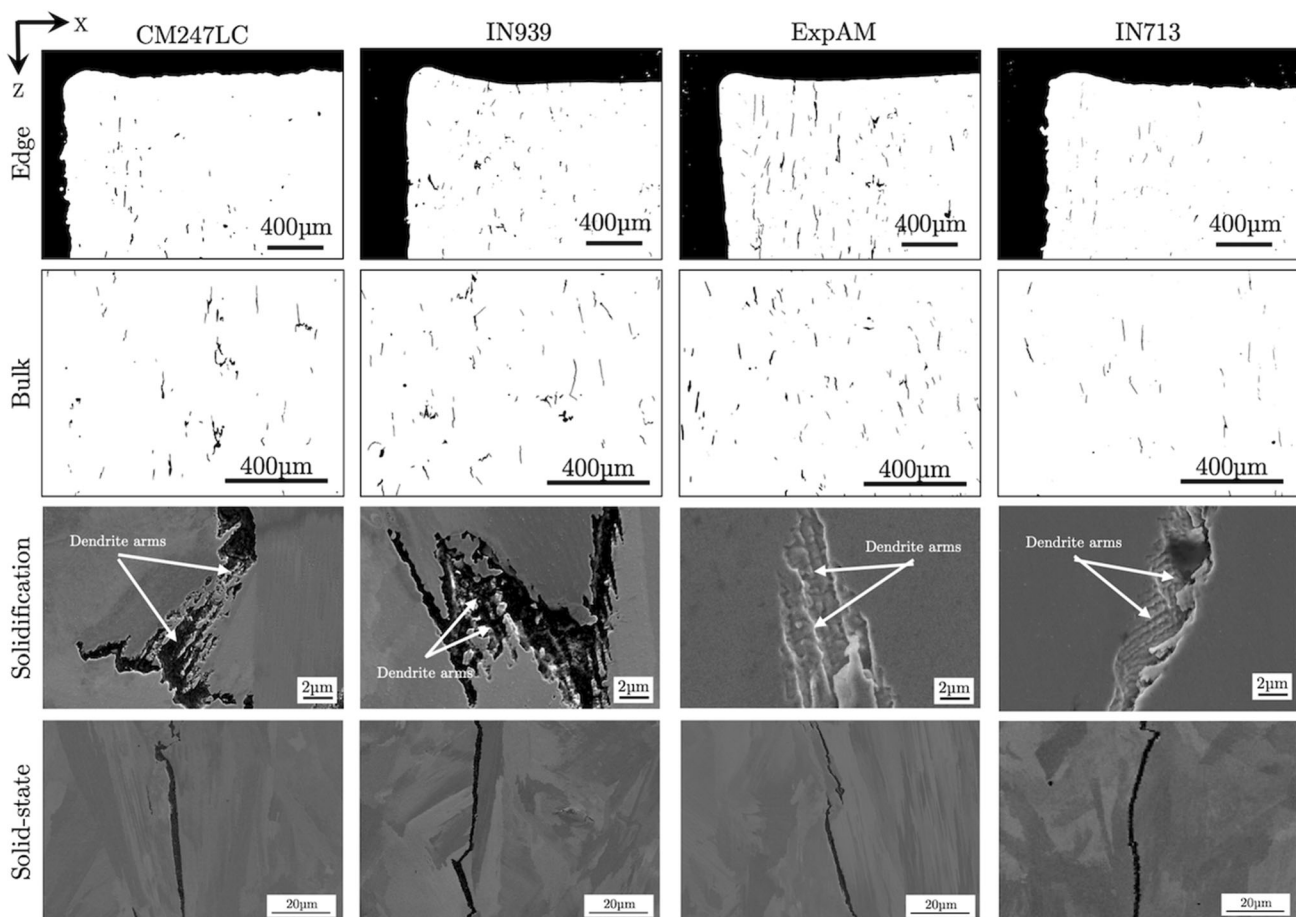 X
Z
CM247LC
IN939
ExpAM
IN713
Edge
400µm
400µm
400µm
400µm
Bulk
400µm
400µm
400µm
400µm
Solidification
Dendrite arms
2µm
Dendrite arms
2µm
Dendrite arms
2µm
Dendrite arms
2µm
Solid-state
20µm
20µm
20µm
20µm